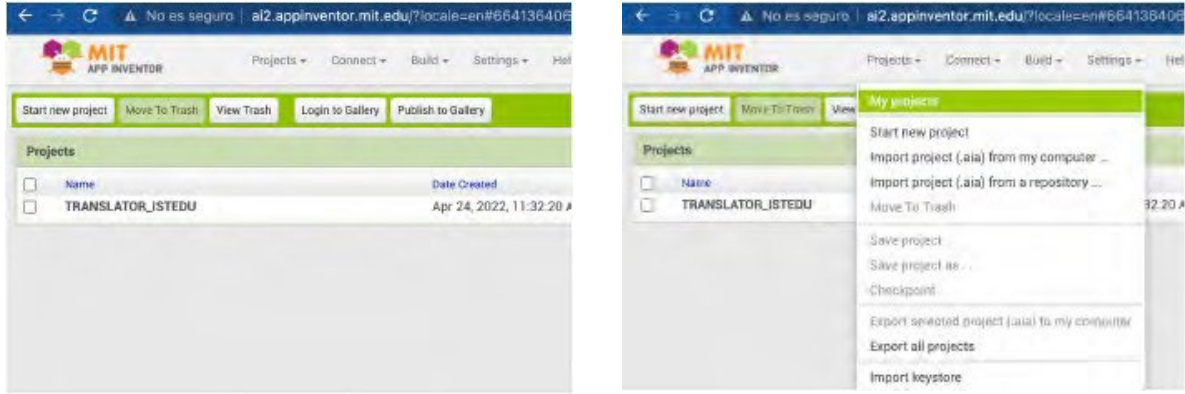 No es seguro ai2.appinventor.mit.edu/?locale=en#664136406
MIT
APP INVENTOR
Projects Connect Build Settings Hel
Start new project Move To Trash View Trash Login to Gallery Publish to Gallery
Projects
Name Date Created
TRANSLATOR_ISTEDU Apr 24, 2022, 11:32:20 A
No es seguro ai2.appinventor.mit.edu/?locale=en#664136406
MIT
APP INVENTOR
Projects Connect Build Settings Hel
Start new project Move To Trash View
My projects
Start new project
Import project (.aia) from my computer ...
Import project (.aia) from a repository ...
Move To Trash
Save project
Save project as ...
Checkpoint
Export selected project (.aia) to my computer
Export all projects
Import keystore
Projects
Name
TRANSLATOR_ISTEDU 32:20 A